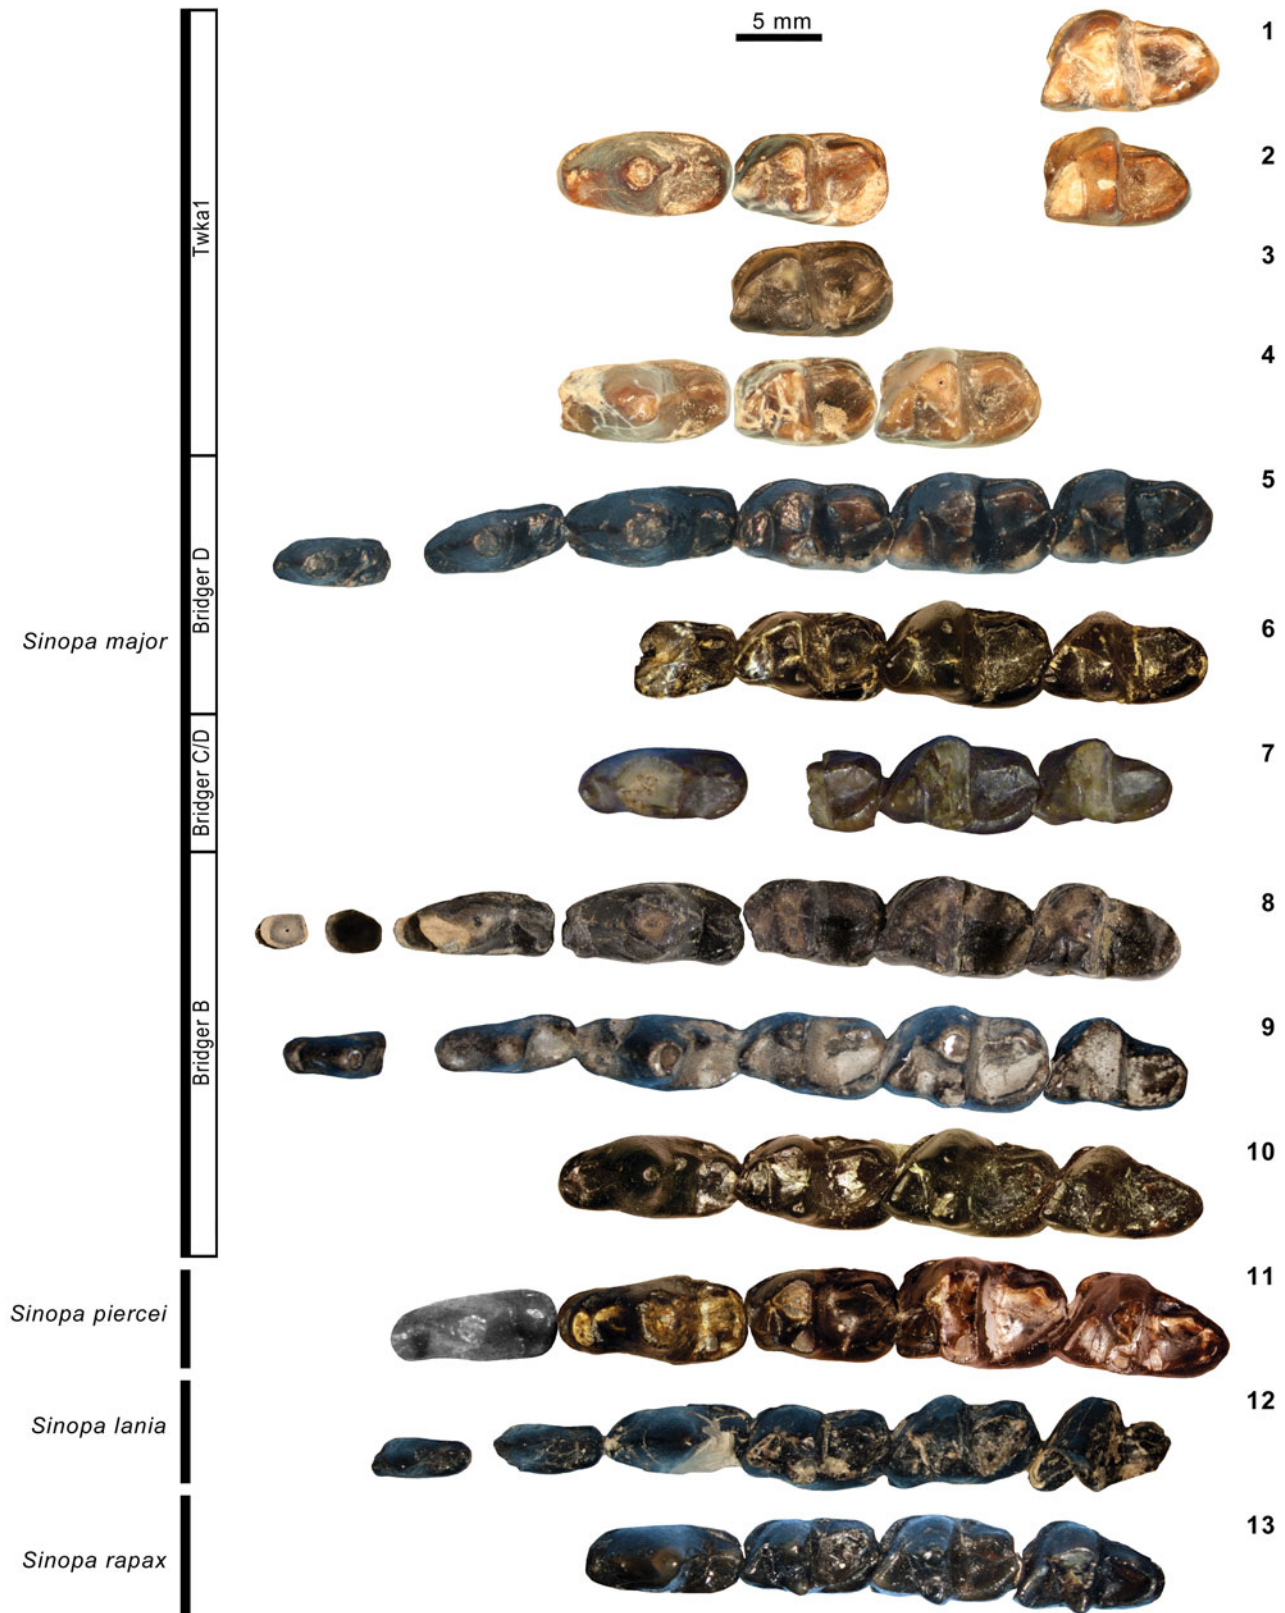 5 mm
1
2
Twka1
3
4
5
Bridger D
6
Sinopa major
Bridger C/D
7
8
Bridger B
9
10
11
Sinopa piercei
12
Sinopa lania
13
Sinopa rapax